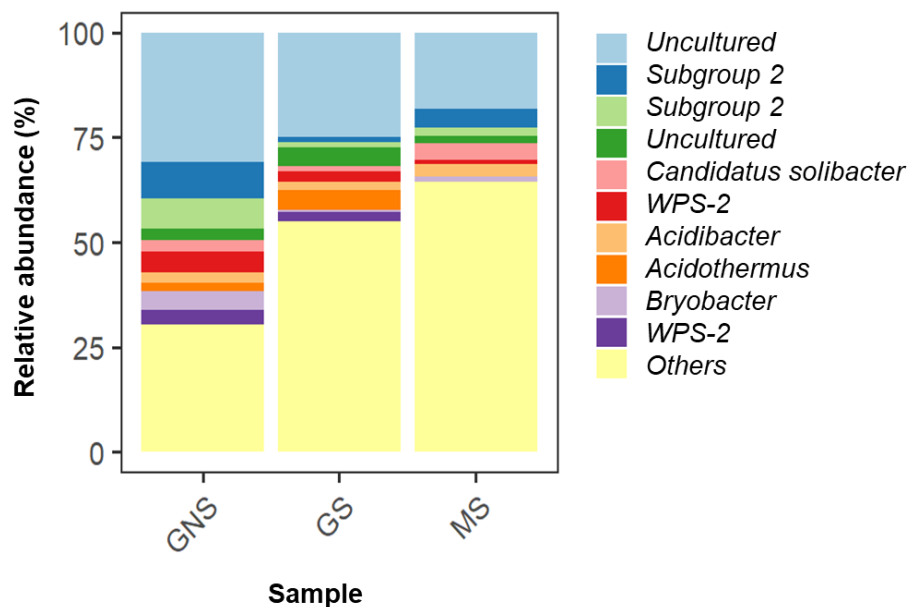 Relative abundance (%)
100
75
50
25
0
GNS
GS
MS
Sample
Uncultured
Subgroup 2
Subgroup 2
Uncultured
Candidatus solibacter
WPS-2
Acidibacter
Acidothermus
Bryobacter
WPS-2
Others